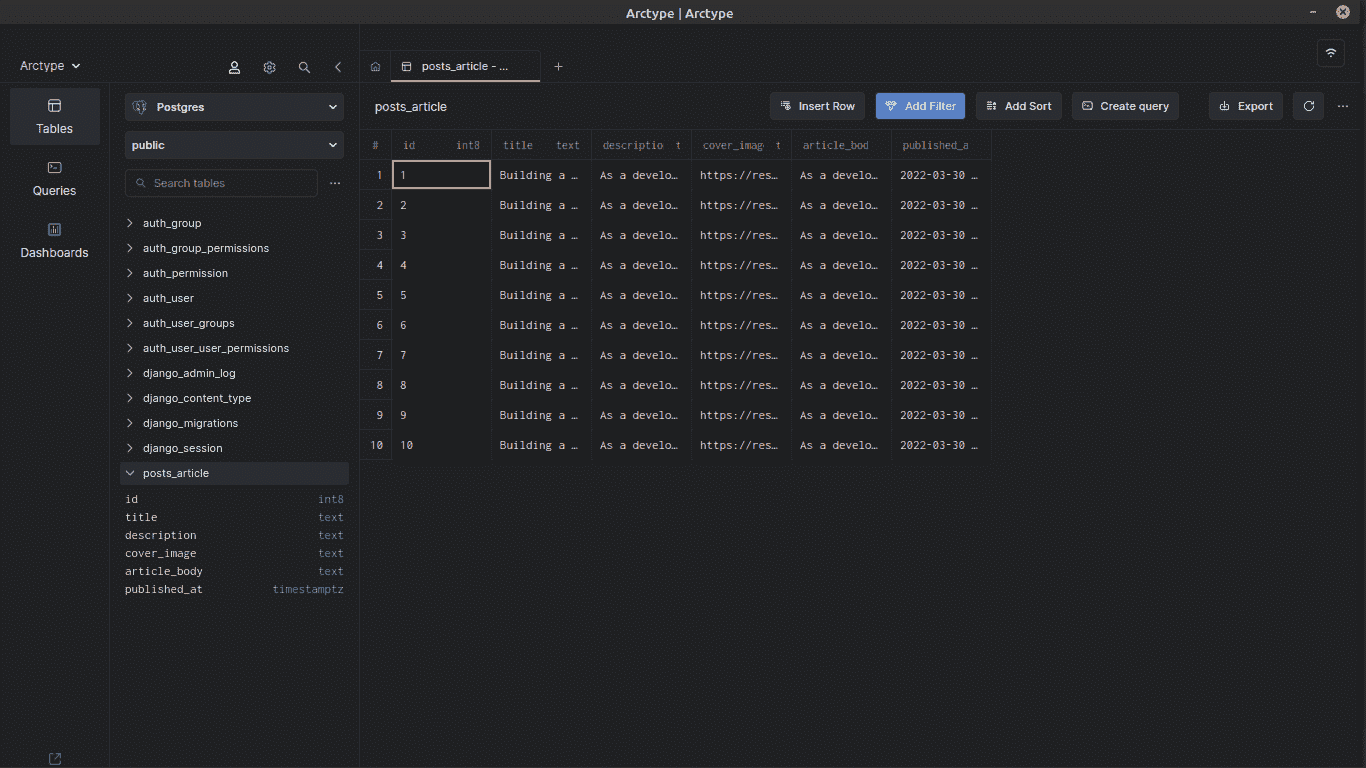 Arctype | Arctype
Arctype
posts_article - ...
Tables
Queries
Dashboards
Postgres
public
Search tables
auth_group
auth_group_permissions
auth_permission
auth_user
auth_user_groups
auth_user_user_permissions
django_admin_log
django_content_type
django_migrations
django_session
posts_article
id int8
title text
description text
cover_image text
article_body text
published_at timestamptz
posts_article
Insert Row Add Filter Add Sort Create query Export
# id int8 title text descriptio t cover_imag t article_bod published_a
1 1 Building a … As a develo… https://res… As a develo… 2022-03-30 …
2 2 Building a … As a develo… https://res… As a develo… 2022-03-30 …
3 3 Building a … As a develo… https://res… As a develo… 2022-03-30 …
4 4 Building a … As a develo… https://res… As a develo… 2022-03-30 …
5 5 Building a … As a develo… https://res… As a develo… 2022-03-30 …
6 6 Building a … As a develo… https://res… As a develo… 2022-03-30 …
7 7 Building a … As a develo… https://res… As a develo… 2022-03-30 …
8 8 Building a … As a develo… https://res… As a develo… 2022-03-30 …
9 9 Building a … As a develo… https://res… As a develo… 2022-03-30 …
10 10 Building a … As a develo… https://res… As a develo… 2022-03-30 …